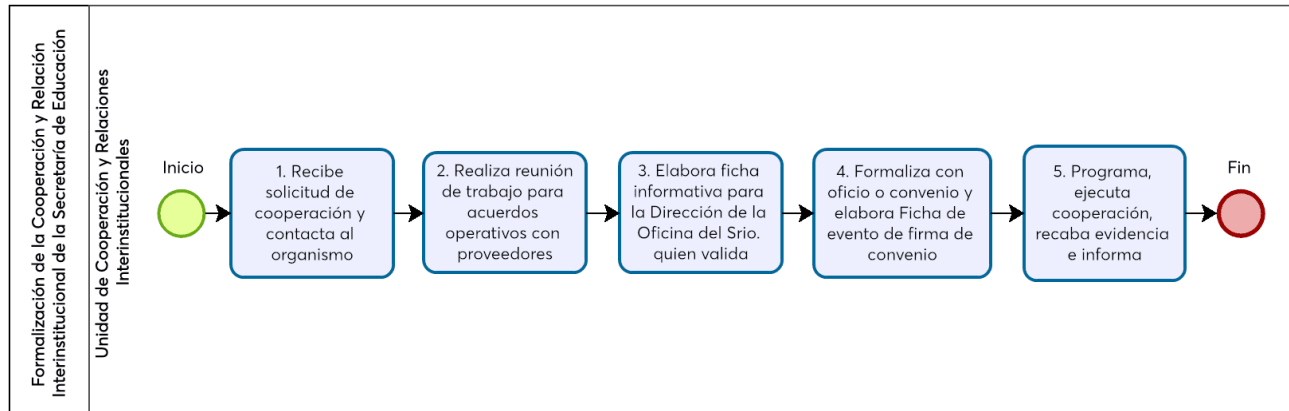 Formalización de la Cooperación y Relación
Interinstitucional de la Secretaría de Educación
Unidad de Cooperación y Relaciones
Interinstitucionales
Inicio
1. Recibe
solicitud de
cooperación y
contacta al
organismo
2. Realiza reunión
de trabajo para
acuerdos
operativos con
proveedores
3. Elabora ficha
informativa para
la Dirección de la
Oficina del Srio.
quien valida
4. Formaliza con
oficio o convenio y
elabora Ficha de
evento de firma de
convenio
5. Programa,
ejecuta
cooperación,
recaba evidencia
e informa
Fin